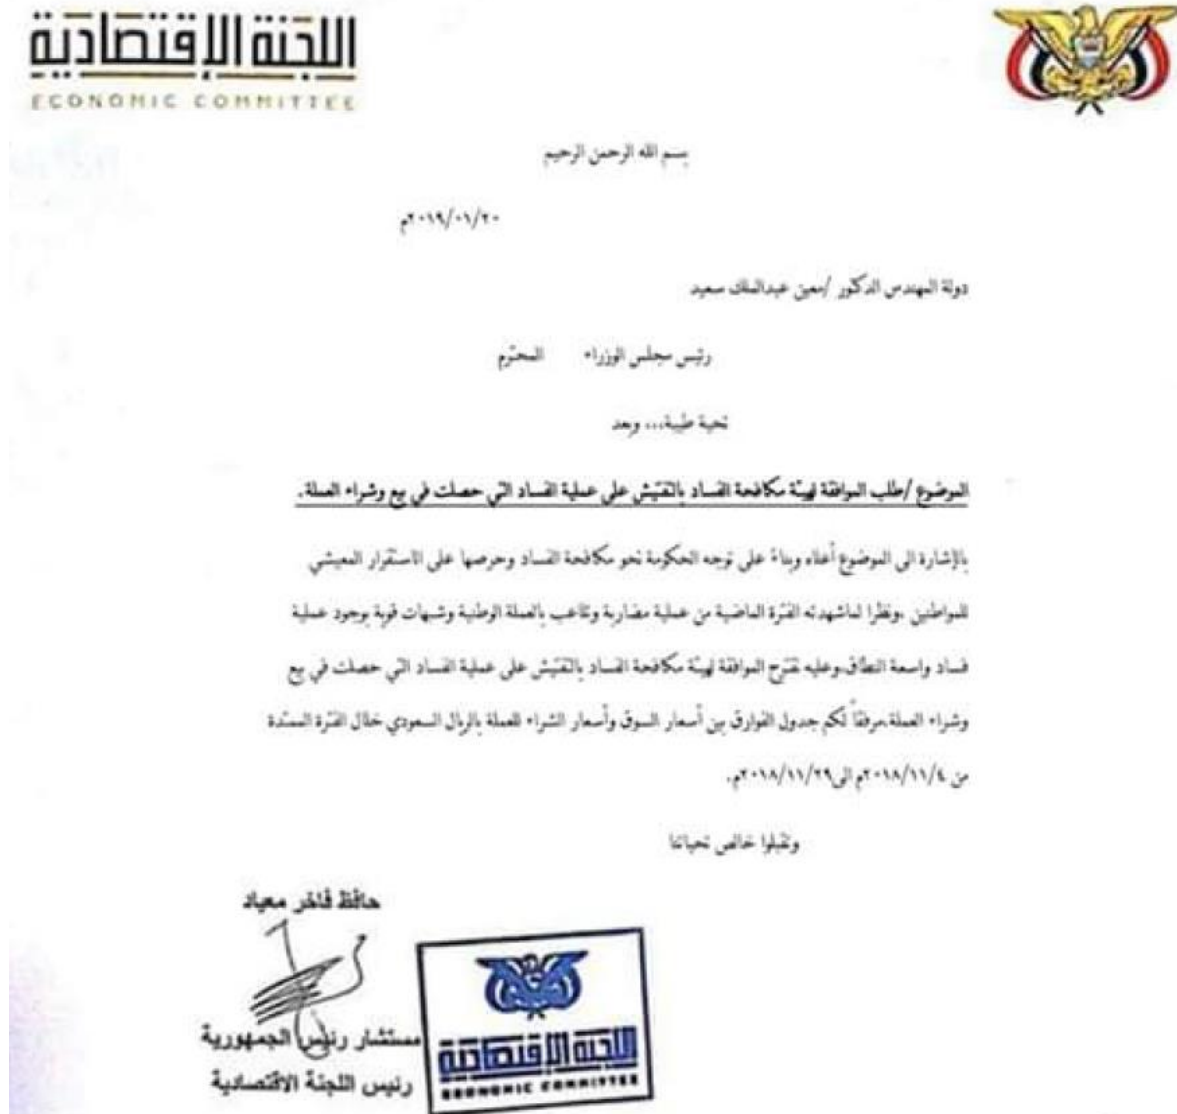 اللجنة الإقتصادية
ECONOMIC COMMITTEE
بسم الله الرحمن الرحيم
٢٠١٩/٠١/٢٠م
دولة المهندس الدكتور /معين عبدالملك سعيد
رئيس مجلس الوزراء المحترم
تحية طيبة... وبعد
الموضوع /طلب الموافقة لهيئة مكافحة الفساد بالتفتيش على عملية الفساد التي حصلت في بيع وشراء العملة.
بالإشارة الى الموضوع أعلاه وبناءً على توجه الحكومة نحو مكافحة الفساد وحرصها على الاستقرار المعيشي
للمواطنين ،ونظرا لماشهدته الفترة الماضية من عملية مضاربة وتلاعب بالعملة الوطنية وشبهات قوية بوجود عملية
فساد واسعة النطاق،وعليه نقترح الموافقة لهيئة مكافحة الفساد بالتفتيش على عملية الفساد التي حصلت في بيع
وشراء العملة،مرفقاً لكم جدول الفوارق بين أسعار السوق وأسعار الشراء للعملة بالريال السعودي خلال الفترة الممتدة
من ٢٠١٨/١١/٤م الى٢٠١٨/١١/٢٩م.
وتقبلوا خالص تحياتنا
حافظ فاخر معياد
مستشار رئيس الجمهورية
رئيس اللجنة الاقتصادية
اللجنة الإقتصادية
ECONOMIC COMMITTEE